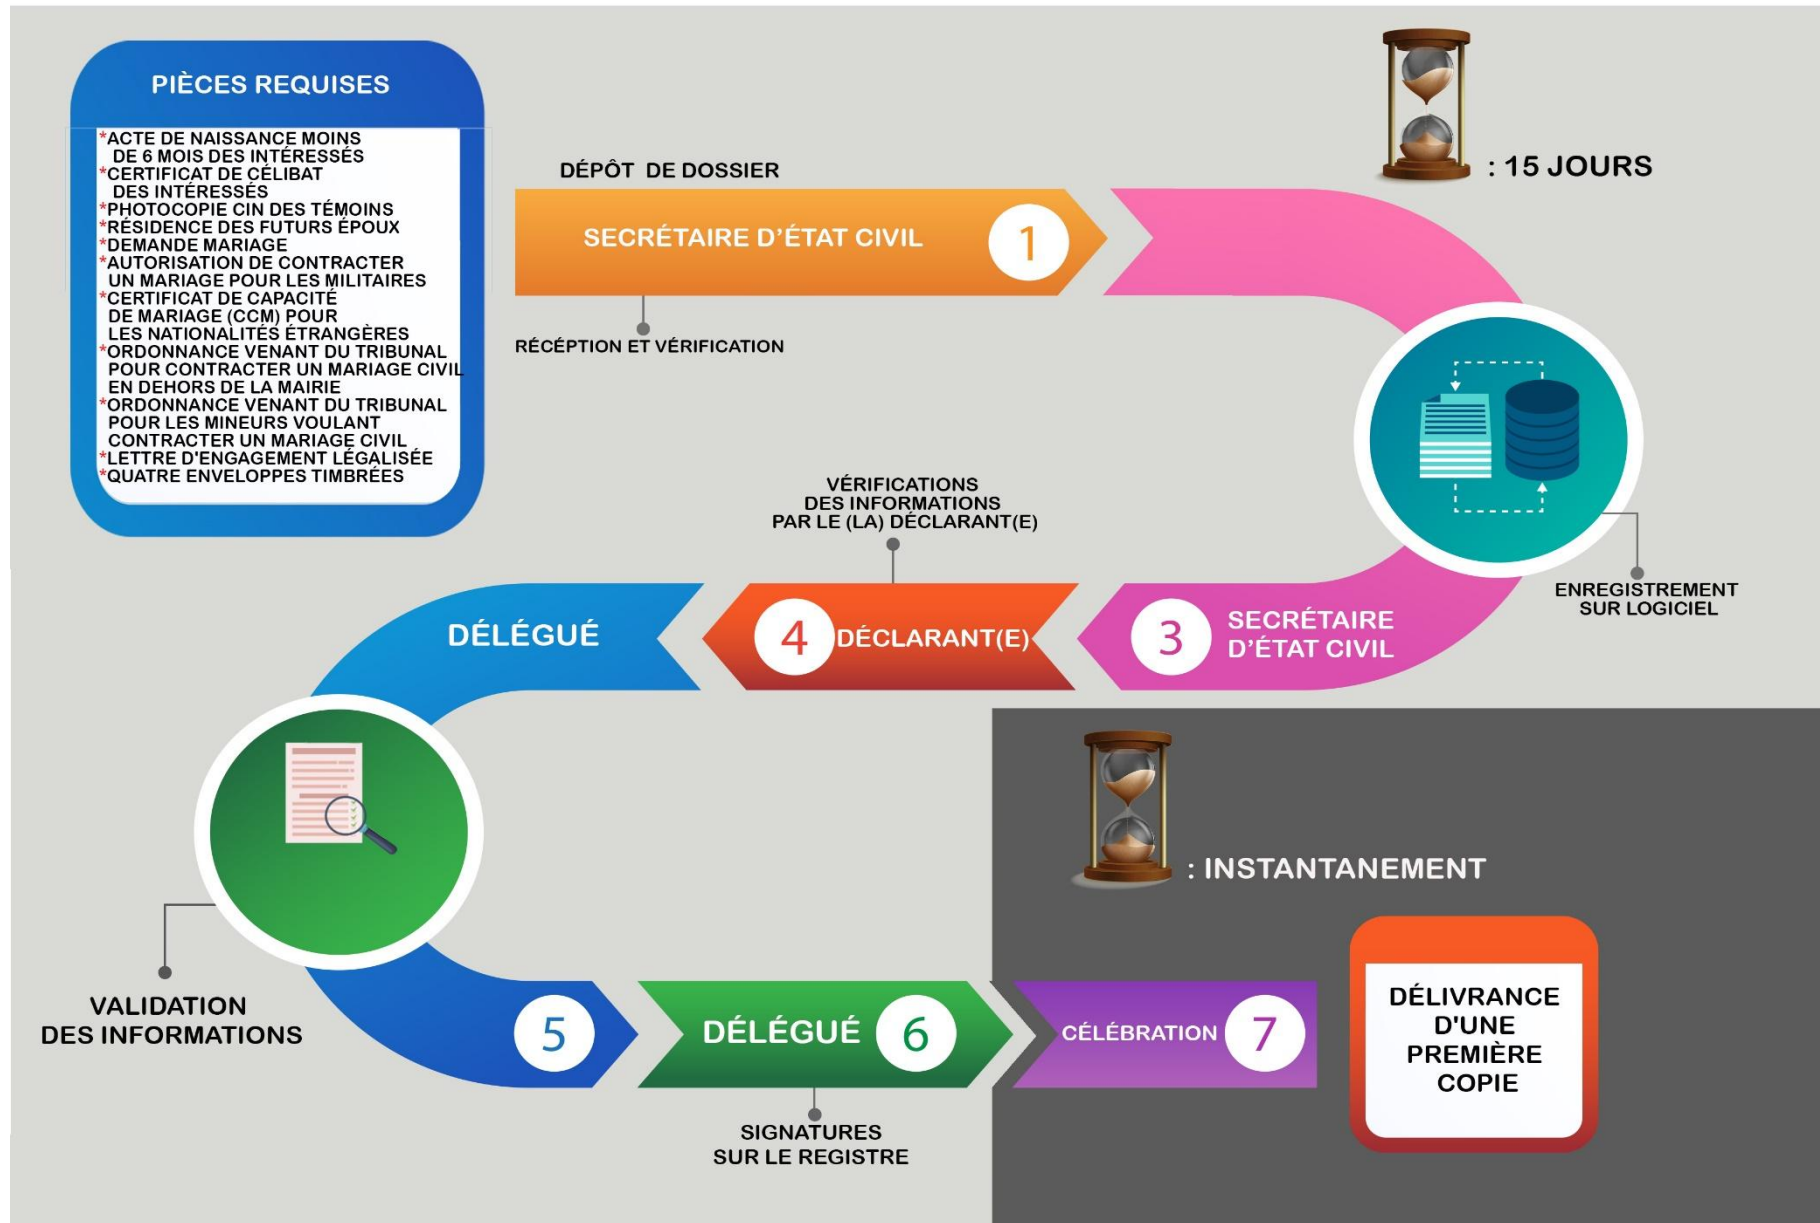 PIÈCES REQUISES
*ACTE DE NAISSANCE MOINS
DE 6 MOIS DES INTÉRESSÉS
*CERTIFICAT DE CÉLIBAT
DES INTÉRESSÉS
*PHOTOCOPIE CIN DES TÉMOINS
*RÉSIDENCE DES FUTURS ÉPOUX
*DEMANDE MARIAGE
*AUTORISATION DE CONTRACTER
UN MARIAGE POUR LES MILITAIRES
*CERTIFICAT DE CAPACITÉ
DE MARIAGE (CCM) POUR
LES NATIONALITÉS ÉTRANGÈRES
*ORDONNANCE VENANT DU TRIBUNAL
POUR CONTRACTER UN MARIAGE CIVIL
EN DEHORS DE LA MAIRIE
*ORDONNANCE VENANT DU TRIBUNAL
POUR LES MINEURS VOULANT
CONTRACTER UN MARIAGE CIVIL
*LETTRE D'ENGAGEMENT LÉGALISÉE
*QUATRE ENVELOPPES TIMBRÉES
: 15 JOURS
DÉPÔT DE DOSSIER
SECRÉTAIRE D'ÉTAT CIVIL
1
RÉCÉPTION ET VÉRIFICATION
ENREGISTREMENT
SUR LOGICIEL
3
SECRÉTAIRE
D'ÉTAT CIVIL
VÉRIFICATIONS
DES INFORMATIONS
PAR LE (LA) DÉCLARANT(E)
4
DÉCLARANT(E)
DÉLÉGUÉ
VALIDATION
DES INFORMATIONS
5
DÉLÉGUÉ
6
SIGNATURES
SUR LE REGISTRE
: INSTANTANEMENT
CÉLÉBRATION
7
DÉLIVRANCE
D'UNE
PREMIÈRE
COPIE